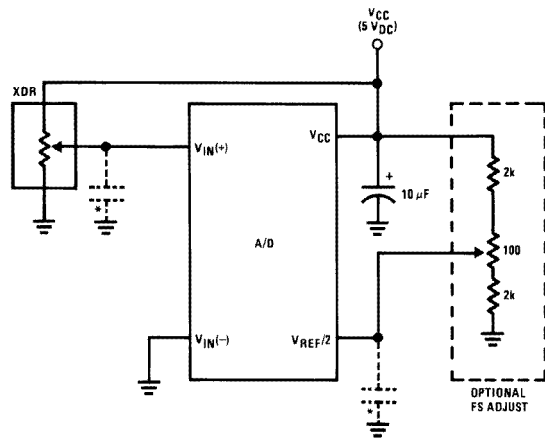 VCC
(5 VDC)
XDR
VIN(+)
VCC
2k
+
10 µF
*
100
A/D
2k
VIN(−)
VREF/2
*
OPTIONAL
FS ADJUST